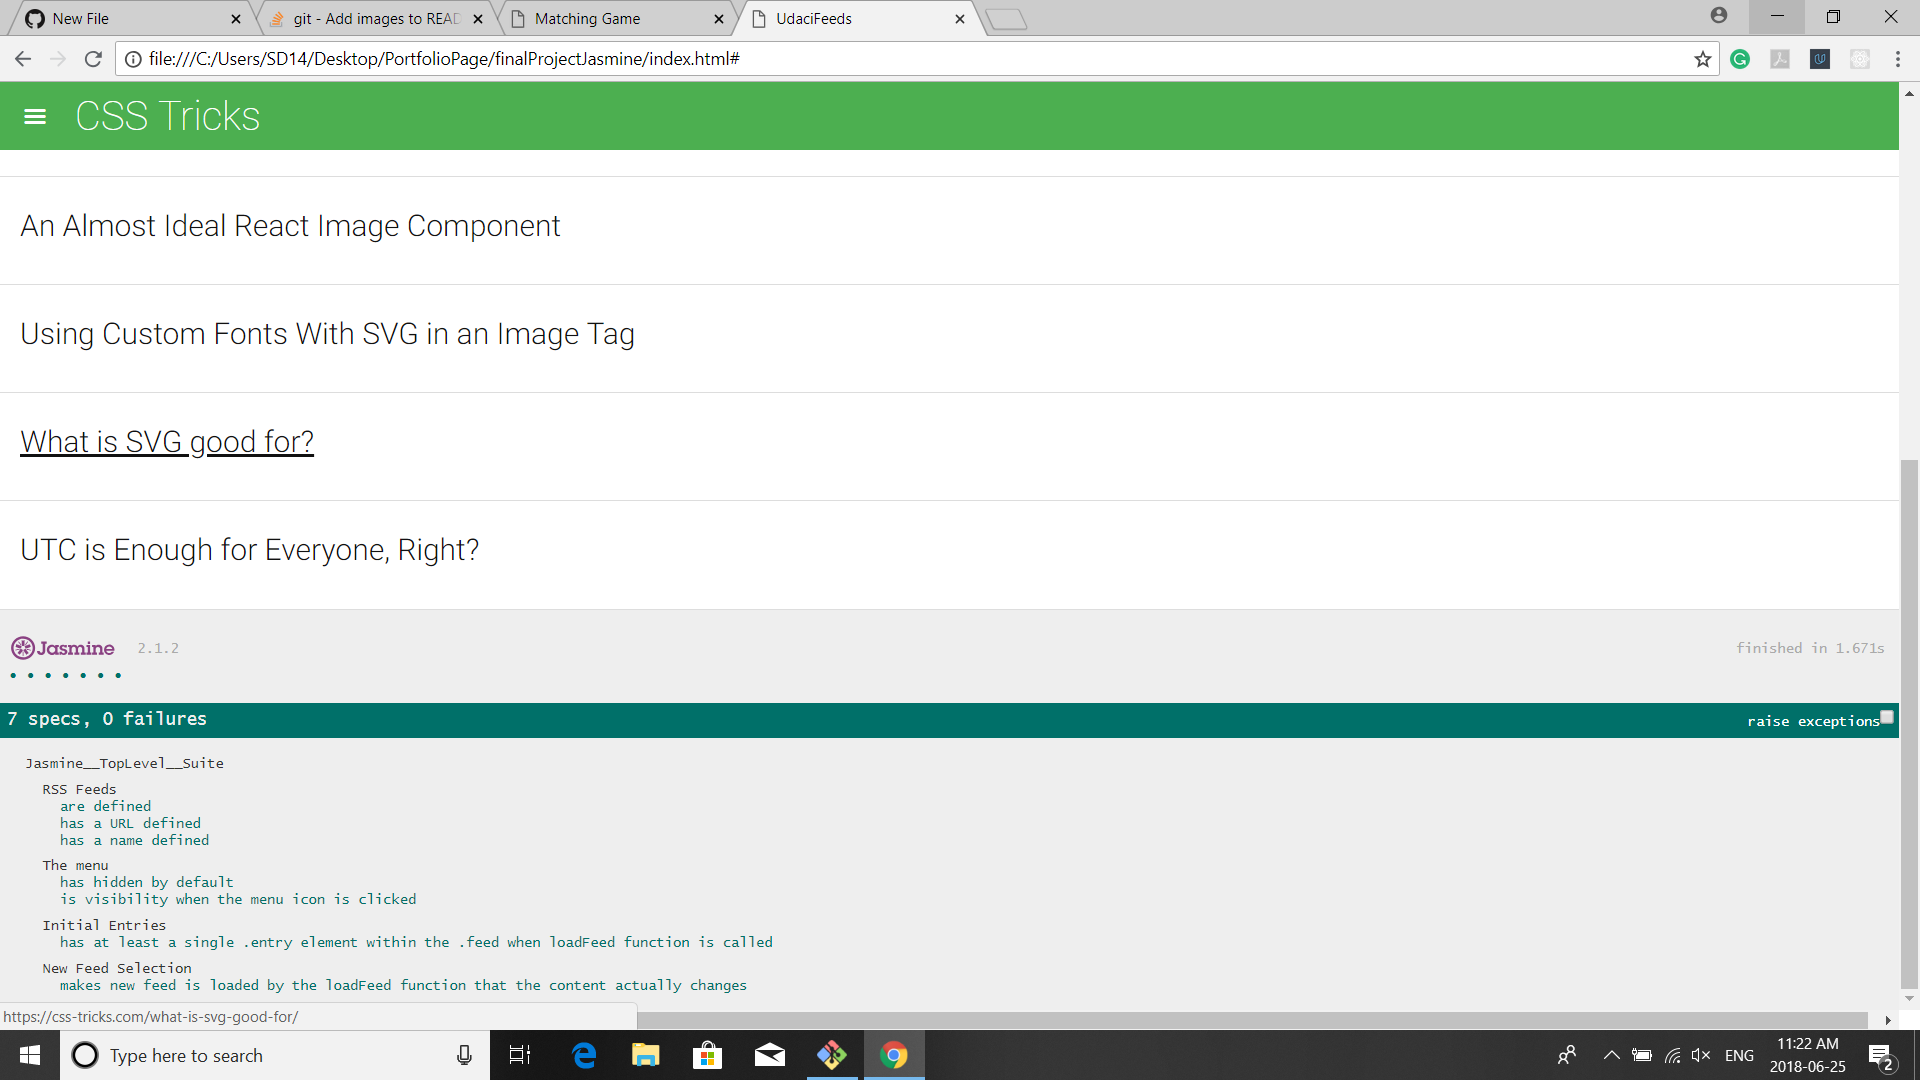 New File
git - Add images to READ
Matching Game
UdaciFeeds
file:///C:/Users/SD14/Desktop/PortfolioPage/finalProjectJasmine/index.html#
CSS Tricks
An Almost Ideal React Image Component
Using Custom Fonts With SVG in an Image Tag
What is SVG good for?
UTC is Enough for Everyone, Right?
Jasmine 2.1.2
finished in 1.671s
7 specs, 0 failures
raise exceptions
Jasmine__TopLevel__Suite
RSS Feeds
are defined
has a URL defined
has a name defined
The menu
has hidden by default
is visibility when the menu icon is clicked
Initial Entries
has at least a single .entry element within the .feed when loadFeed function is called
New Feed Selection
makes new feed is loaded by the loadFeed function that the content actually changes
https://css-tricks.com/what-is-svg-good-for/
Type here to search
ENG
11:22 AM
2018-06-25
2